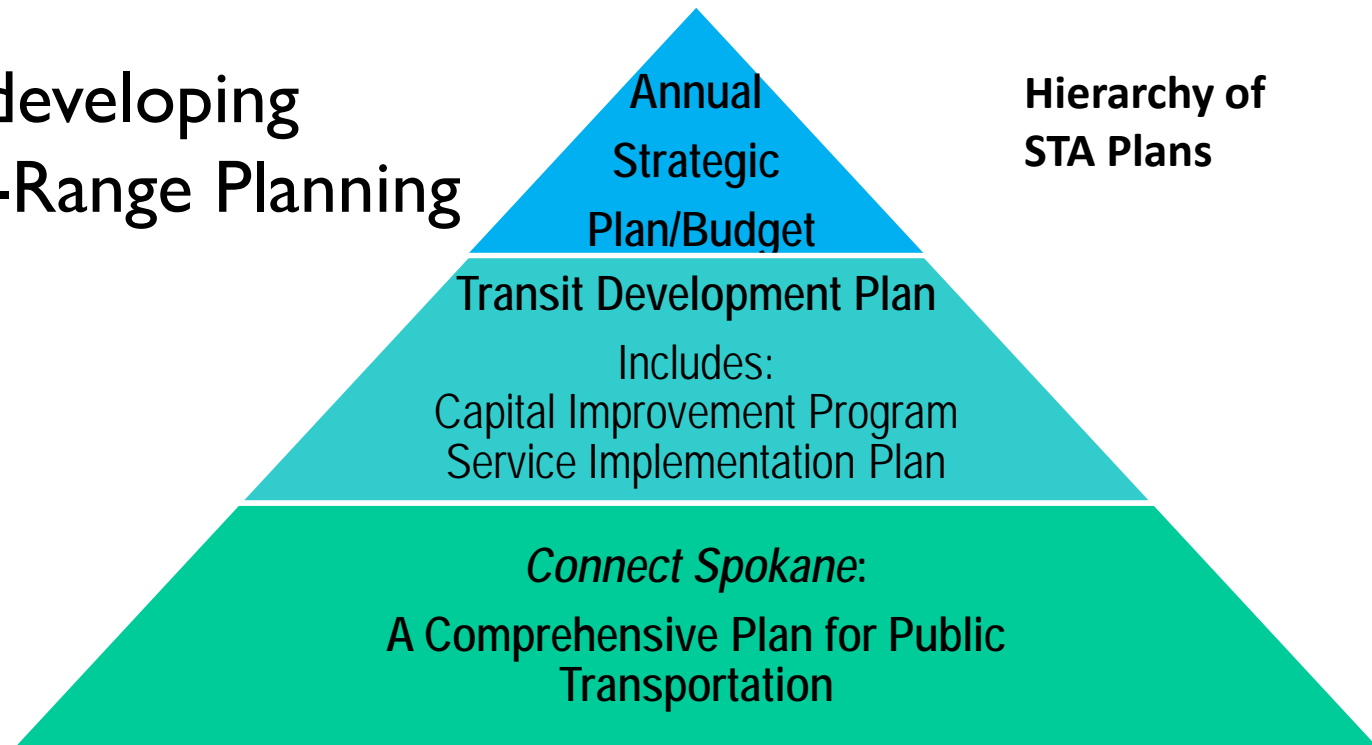 developing
-Range Planning
Hierarchy of
STA Plans
Annual
Strategic
Plan/Budget
Transit Development Plan
Includes:
Capital Improvement Program
Service Implementation Plan
Connect Spokane:
A Comprehensive Plan for Public
Transportation